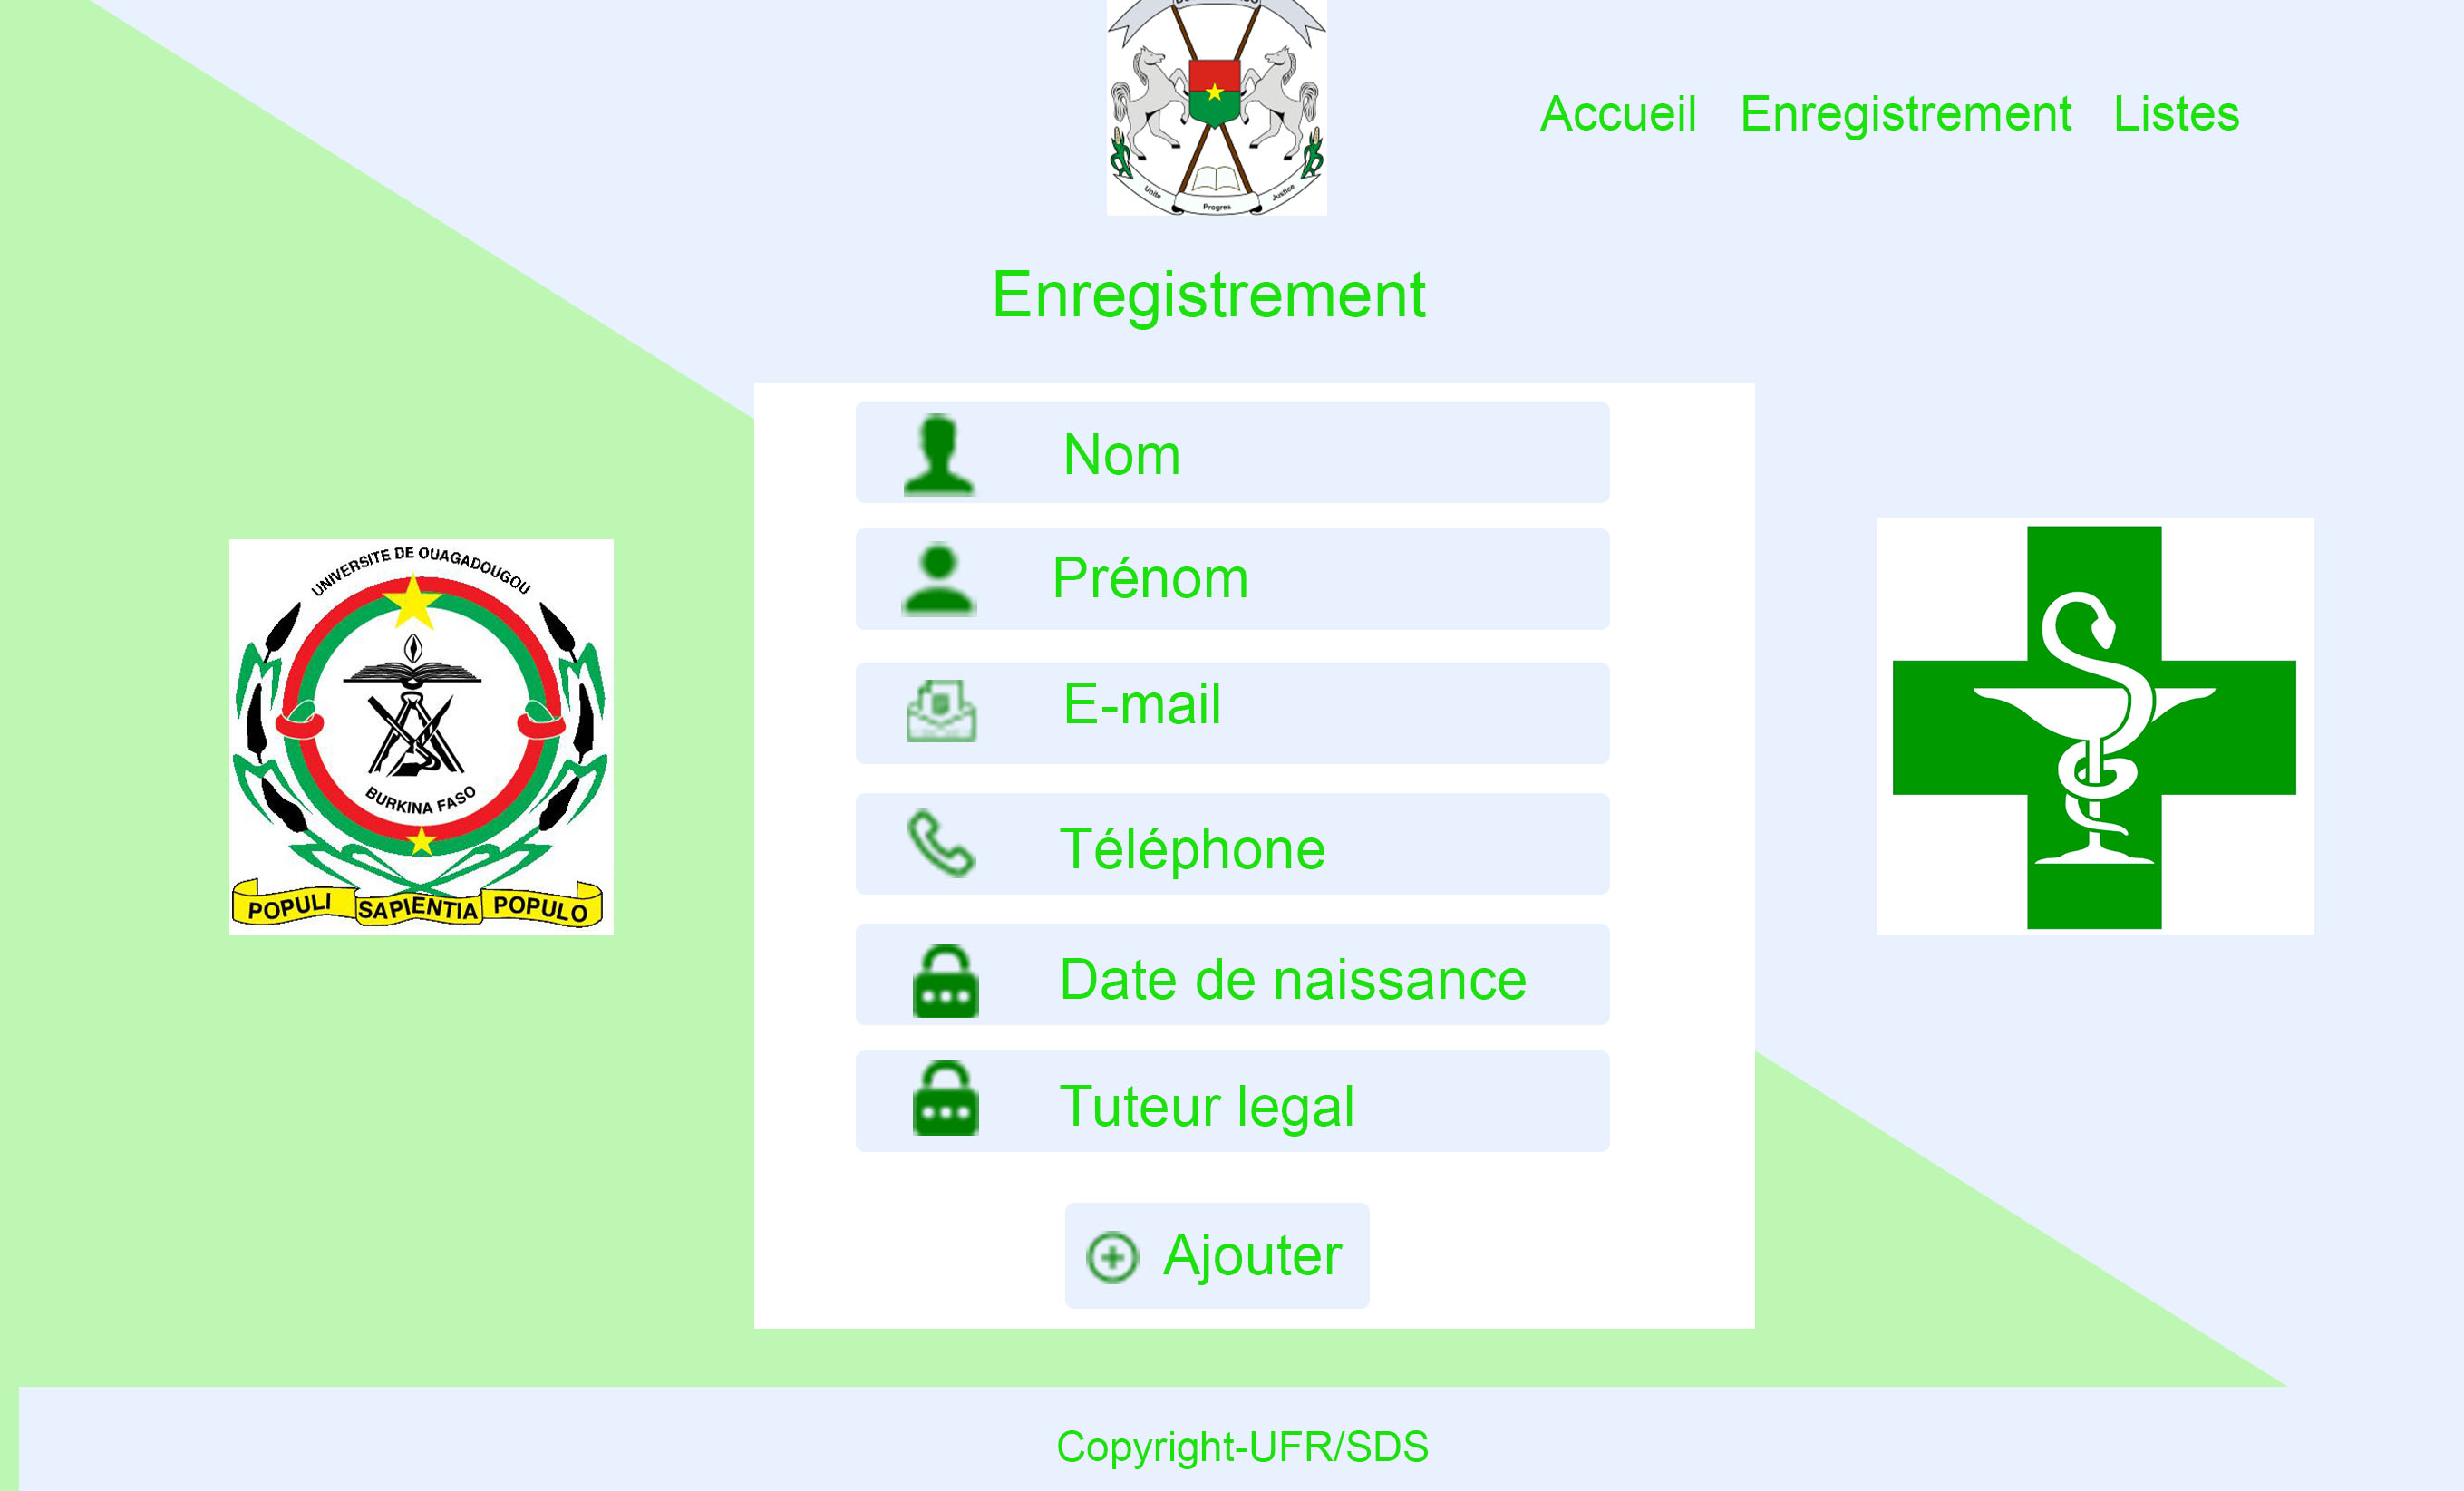 Unite
Progres
Justice
Accueil Enregistrement Listes
Enregistrement
Nom
Prénom
E-mail
Téléphone
Date de naissance
Tuteur legal
Ajouter
UNIVERSITE DE OUAGADOUGOU
BURKINA FASO
POPULI SAPIENTIA POPULO
Copyright-UFR/SDS